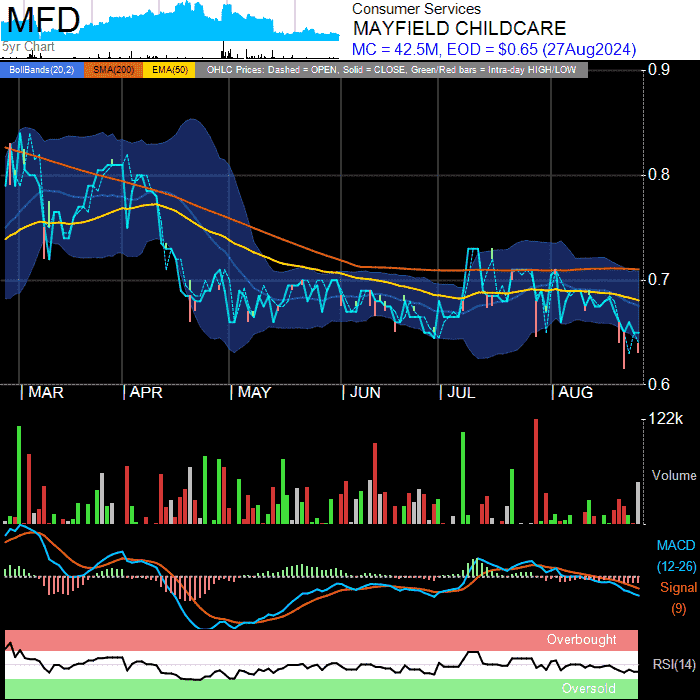 MFD
5yr Chart
Consumer Services
MAYFIELD CHILDCARE
MC = 42.5M, EOD = $0.65 (27Aug2024)
BollBands(20,2) SMA(200) EMA(50) OHLC Prices: Dashed = OPEN, Solid = CLOSE, Green/Red bars = Intra-day HIGH/LOW
0.9
0.8
0.7
0.6
| MAR | APR | MAY | JUN | JUL | AUG
122k
Volume
MACD
(12-26)
Signal
(9)
Overbought
RSI(14)
Oversold